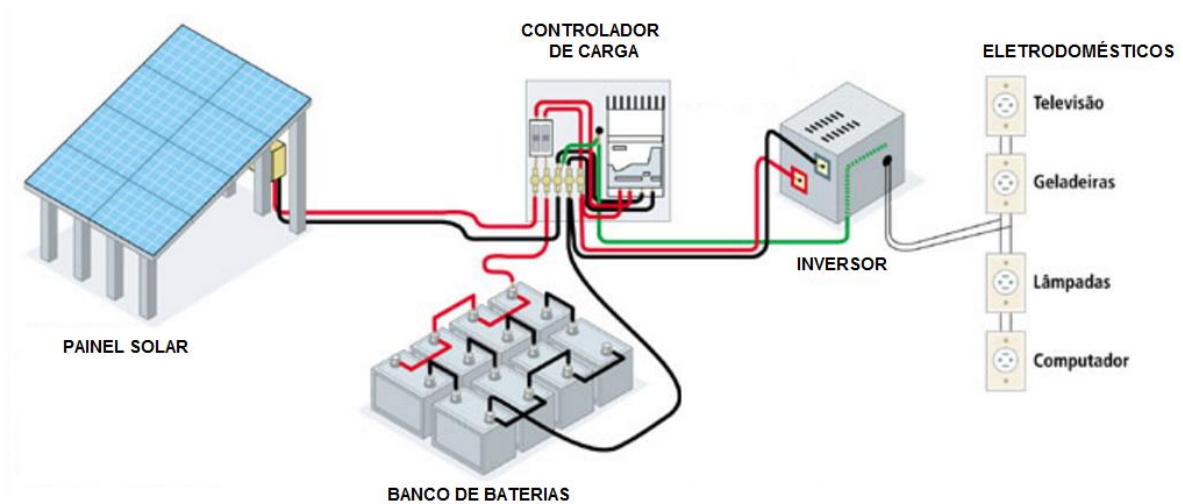 CONTROLADOR
DE CARGA
ELETRODOMÉSTICOS
Televisão
Geladeiras
INVERSOR
Lâmpadas
PAINEL SOLAR
Computador
BANCO DE BATERIAS